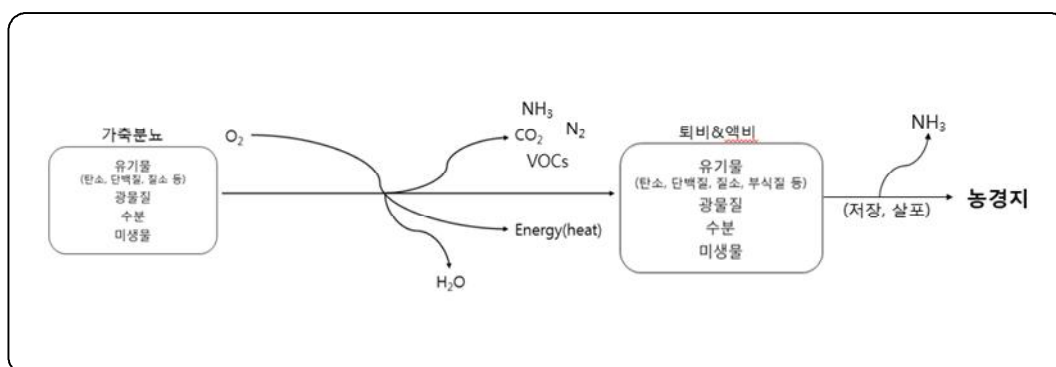 가축분뇨
유기물
(탄소, 단백질, 질소 등)
광물질
수분
미생물
O₂
NH₃
CO₂
N₂
VOCs
Energy(heat)
H₂O
퇴비&액비
유기물
(탄소, 단백질, 질소, 부식질 등)
광물질
수분
미생물
NH₃
(저장, 살포)
농경지